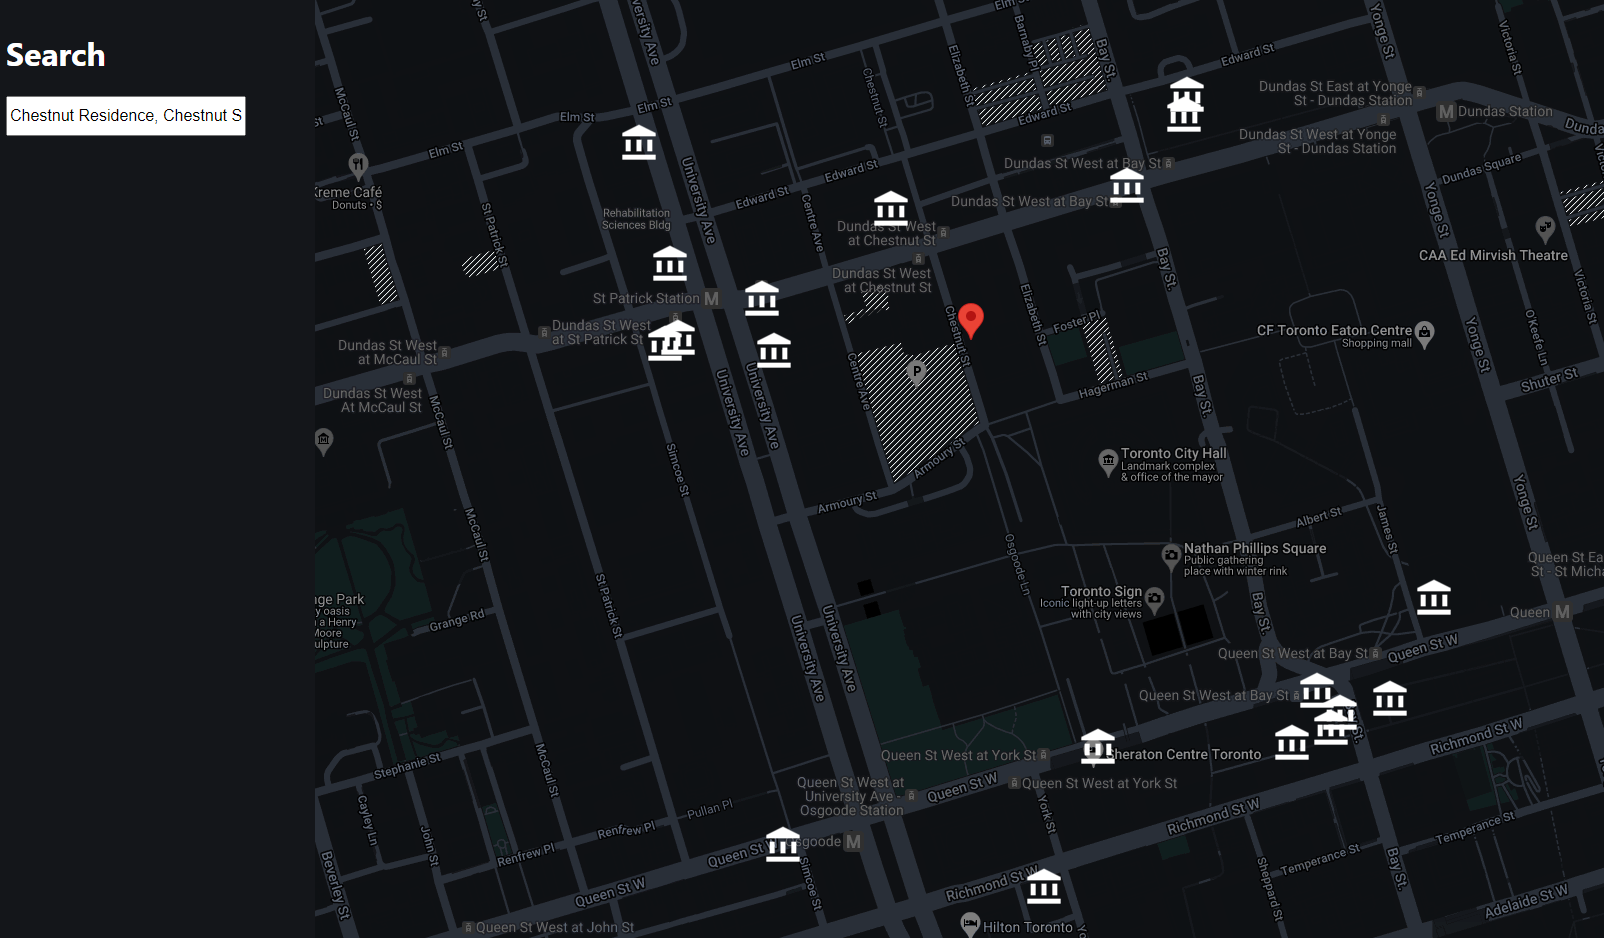 Search
Chestnut Residence, Chestnut S
University Ave
Elm St
Elm St
Elm St
Elm St
Barnaby Pl
Bay St.
Elizabeth St
Chestnut St
Edward St
Edward St
Edward St
Edward St
Yonge St
Victoria St
Dundas St East at Yonge
St - Dundas Station
M Dundas Station
Dundas St West at Yonge
St - Dundas Station
Dundas Square
McCaul St
Kreme Café
Donuts • $
St Patrick St
Rehabilitation
Sciences Bldg
University Ave
Centre Ave
Dundas St West at Bay St
Dundas St West at Bay St
Dundas St West
at Chestnut St
Dundas St West
at Chestnut St
Yonge St
CAA Ed Mirvish Theatre
Victoria St
Bay St.
St Patrick Station M
Dundas St West
at St Patrick St
Dundas St West
at McCaul St
Dundas St West
At McCaul St
Chestnut St
Elizabeth St
Foster Pl
Hagerman St
CF Toronto Eaton Centre
Shopping mall
Yonge St
O'Keefe Ln
Shuter St
P
Centre Ave
University Ave
University Ave
McCaul St
Simcoe St
Armoury St
Armoury St
Bay St.
Toronto City Hall
Landmark complex
& office of the mayor
Yonge St
Albert St
James St
McCaul St
Osgoode Ln
Nathan Phillips Square
Public gathering
place with winter rink
Toronto Sign
Iconic light-up letters
with city views
Queen St Ea
St - St Micha
Queen M
nge Park
y oasis
n a Henry
Moore
ulpture
Grange Rd
St Patrick St
University Ave
University Ave
Bay St.
Queen St West at Bay St
Queen St W
Queen St West at Bay St
Richmond St W
Stephanie St
McCaul St
Queen St West at York St
Sheraton Centre Toronto
Queen St West at York St
Queen St West at
University Ave -
Osgoode Station
Queen St W
Cayley Ln
John St
Renfrew Pl
Renfrew Pl
Pullan Pl
Queen St W
Osgoode M
York St
Richmond St W
Temperance St
Temperance St
Beverley St
Queen St W
Simcoe St
Richmond St W
Sheppard St
Bay St.
Adelaide St W
Queen St West at John St
Hilton Toronto